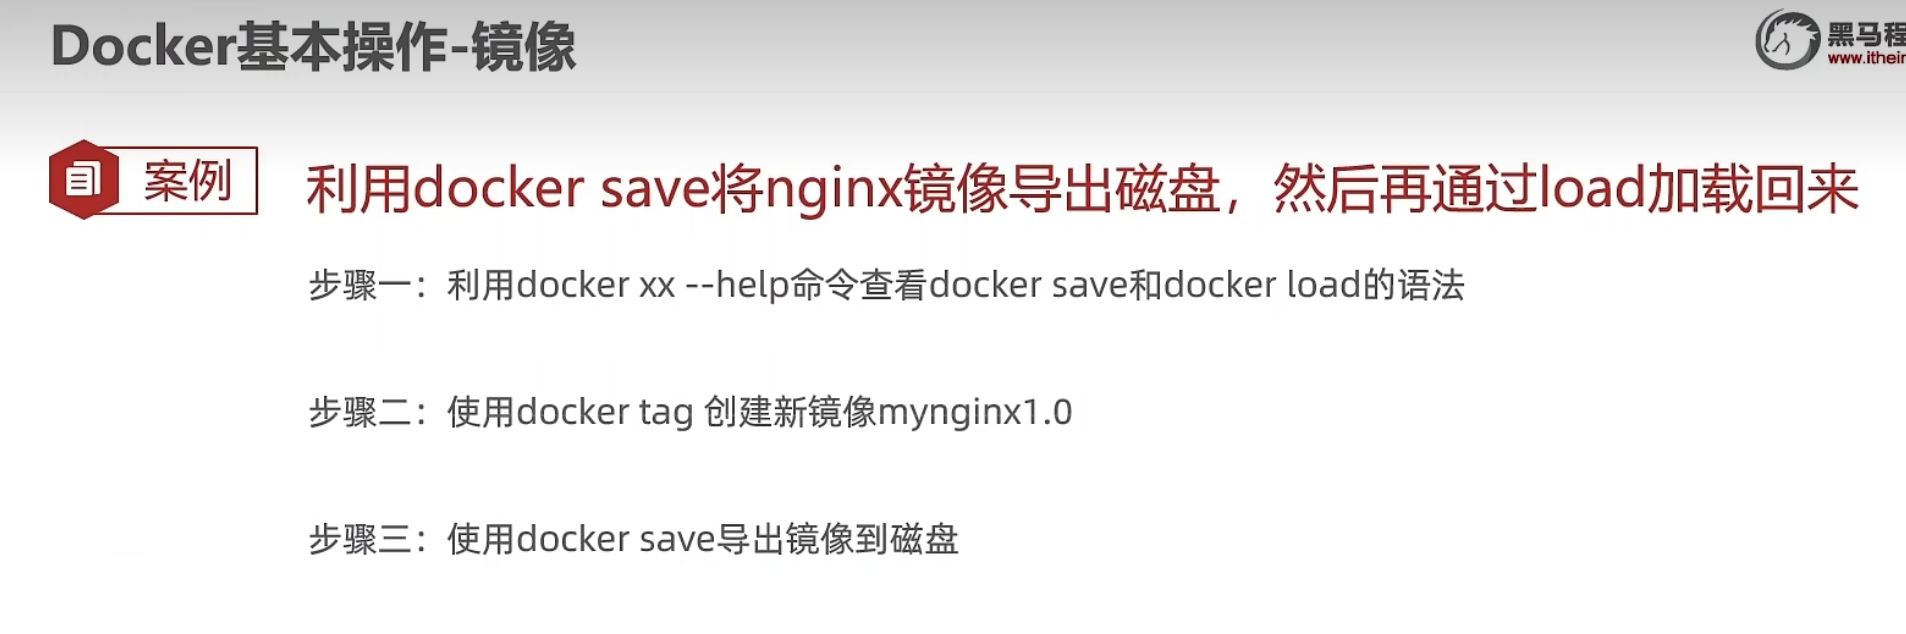 Docker基本操作-镜像
黑马程
www.itheir
案例
利用docker save将nginx镜像导出磁盘，然后再通过load加载回来
步骤一：利用docker xx --help命令查看docker save和docker load的语法
步骤二：使用docker tag 创建新镜像mynginx1.0
步骤三：使用docker save导出镜像到磁盘